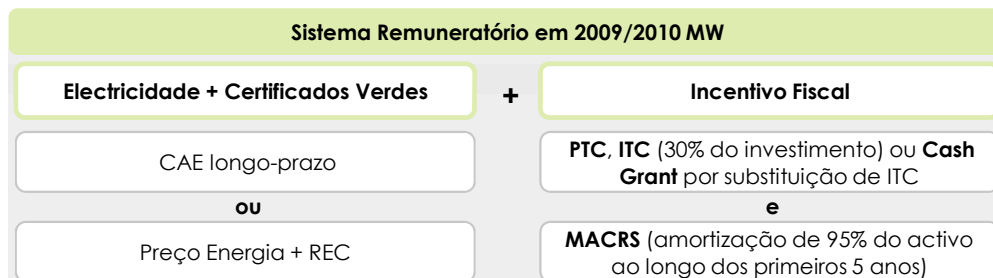 Sistema Remuneratório em 2009/2010 MW
Electricidade + Certificados Verdes
+
Incentivo Fiscal
CAE longo-prazo
PTC, ITC (30% do investimento) ou Cash
Grant por substituição de ITC
ou
e
Preço Energia + REC
MACRS (amortização de 95% do activo
ao longo dos primeiros 5 anos)